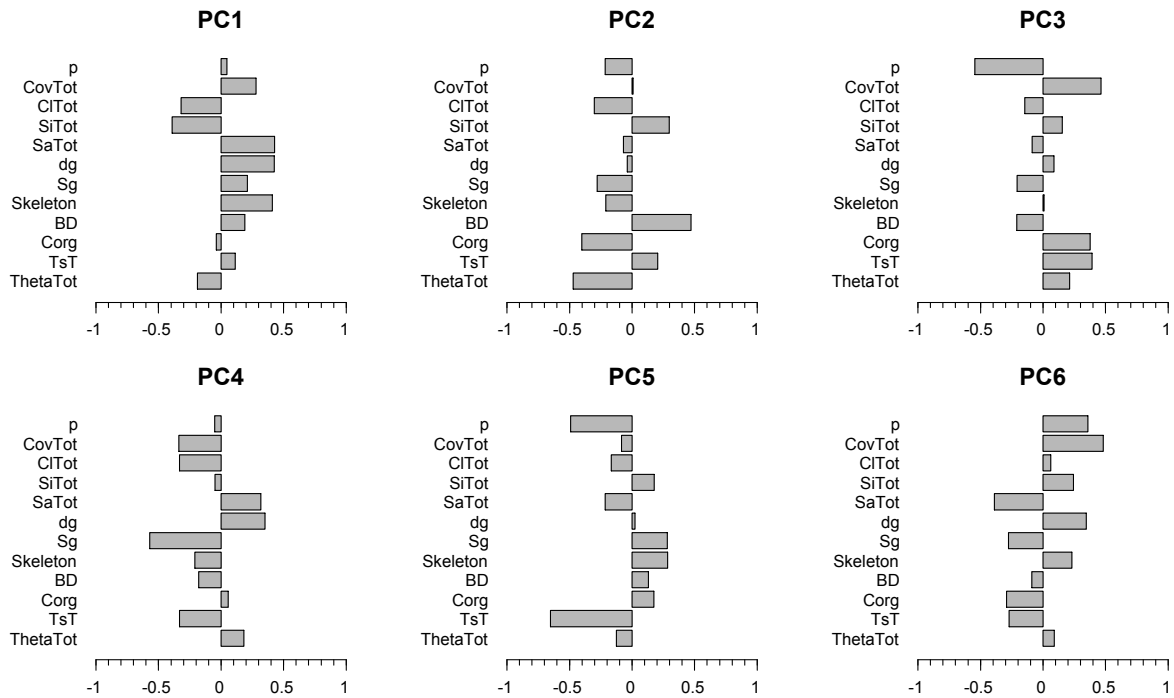 PC1
p
CovTot
ClTot
SiTot
SaTot
dg
Sg
Skeleton
BD
Corg
TsT
ThetaTot
-1 -0.5 0 0.5 1
PC2
p
CovTot
ClTot
SiTot
SaTot
dg
Sg
Skeleton
BD
Corg
TsT
ThetaTot
-1 -0.5 0 0.5 1
PC3
p
CovTot
ClTot
SiTot
SaTot
dg
Sg
Skeleton
BD
Corg
TsT
ThetaTot
-1 -0.5 0 0.5 1
PC4
p
CovTot
ClTot
SiTot
SaTot
dg
Sg
Skeleton
BD
Corg
TsT
ThetaTot
-1 -0.5 0 0.5 1
PC5
p
CovTot
ClTot
SiTot
SaTot
dg
Sg
Skeleton
BD
Corg
TsT
ThetaTot
-1 -0.5 0 0.5 1
PC6
p
CovTot
ClTot
SiTot
SaTot
dg
Sg
Skeleton
BD
Corg
TsT
ThetaTot
-1 -0.5 0 0.5 1